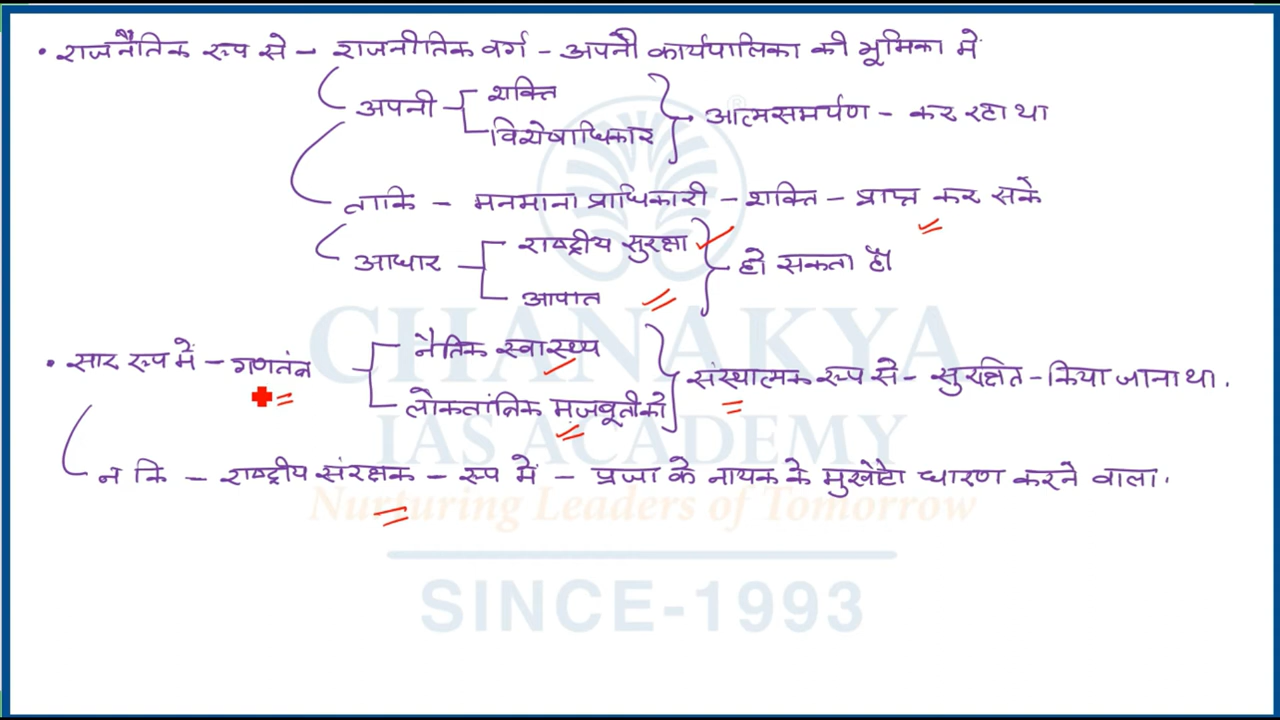 • राजनैतिक रूप से – राजनीतिक वर्ग – अपनी कार्यपालिका की भूमिका में
अपनी
शक्ति
विशेषाधिकार
आत्मसमर्पण – कर रहा था
ताकि – मनमाना प्राधिकारी – शक्ति – प्राप्त कर सके
आधार
राष्ट्रीय सुरक्षा
आपात
हो सकता है।
• सार रूप में – गणतंत्र
नैतिक स्वास्थ्य
लोकतांत्रिक मजबूती को
संस्थात्मक रूप से – सुरक्षित – किया जाना था.
न कि – राष्ट्रीय संरक्षक – रूप में – प्रजा के नायक के मुखौटा धारण करने वाला.
CHANAKYA
IAS ACADEMY
Nurturing Leaders of Tomorrow
SINCE-1993